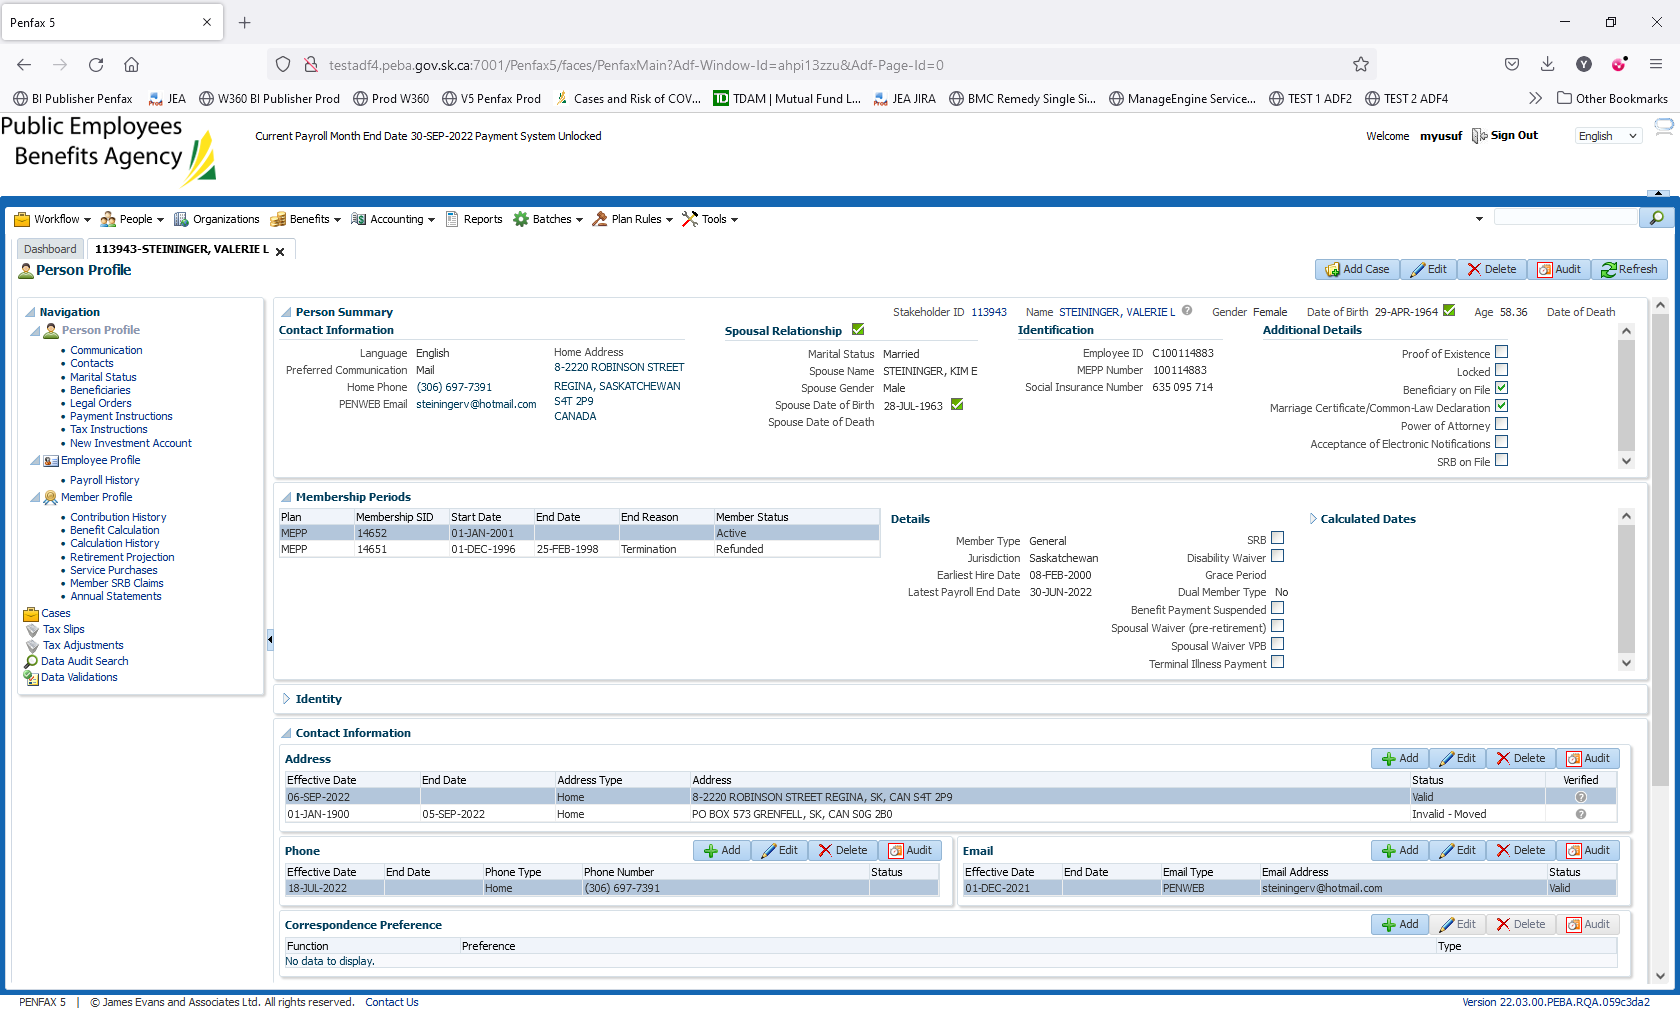 Penfax 5
testadf4.peba.gov.sk.ca:7001/Penfax5/faces/PenfaxMain?Adf-Window-Id=ahpi13zzu&Adf-Page-Id=0
BI Publisher Penfax JEA W360 BI Publisher Prod Prod W360 V5 Penfax Prod Cases and Risk of COV... TDAM | Mutual Fund L... JEA JIRA BMC Remedy Single Si... ManageEngine Service... TEST 1 ADF2 TEST 2 ADF4 Other Bookmarks
Public Employees
Benefits Agency
Current Payroll Month End Date 30-SEP-2022 Payment System Unlocked
Welcome myusuf Sign Out English
Workflow People Organizations Benefits Accounting Reports Batches Plan Rules Tools
Dashboard 113943-STEININGER, VALERIE L
Person Profile
Add Case Edit Delete Audit Refresh
Navigation
Person Profile
Communication
Contacts
Marital Status
Beneficiaries
Legal Orders
Payment Instructions
Tax Instructions
New Investment Account
Employee Profile
Payroll History
Member Profile
Contribution History
Benefit Calculation
Calculation History
Retirement Projection
Service Purchases
Member SRB Claims
Annual Statements
Cases
Tax Slips
Tax Adjustments
Data Audit Search
Data Validations
Person Summary
Stakeholder ID 113943 Name STEININGER, VALERIE L Gender Female Date of Birth 29-APR-1964 Age 58.36 Date of Death
Contact Information
Language English
Preferred Communication Mail
Home Phone (306) 697-7391
PENWEB Email steiningerv@hotmail.com
Home Address
8-2220 ROBINSON STREET
REGINA, SASKATCHEWAN
S4T 2P9
CANADA
Spousal Relationship
Marital Status Married
Spouse Name STEININGER, KIM E
Spouse Gender Male
Spouse Date of Birth 28-JUL-1963
Spouse Date of Death
Identification
Employee ID C100114883
MEPP Number 100114883
Social Insurance Number 635 095 714
Additional Details
Proof of Existence
Locked
Beneficiary on File
Marriage Certificate/Common-Law Declaration
Power of Attorney
Acceptance of Electronic Notifications
SRB on File
Membership Periods
Plan Membership SID Start Date End Date End Reason Member Status
MEPP 14652 01-JAN-2001 Active
MEPP 14651 01-DEC-1996 25-FEB-1998 Termination Refunded
Details
Member Type General
Jurisdiction Saskatchewan
Earliest Hire Date 08-FEB-2000
Latest Payroll End Date 30-JUN-2022
SRB
Disability Waiver
Grace Period
Dual Member Type No
Benefit Payment Suspended
Spousal Waiver (pre-retirement)
Spousal Waiver VPB
Terminal Illness Payment
Calculated Dates
Identity
Contact Information
Address
Add Edit Delete Audit
Effective Date End Date Address Type Address Status Verified
06-SEP-2022 Home 8-2220 ROBINSON STREET REGINA, SK, CAN S4T 2P9 Valid
01-JAN-1900 05-SEP-2022 Home PO BOX 573 GRENFELL, SK, CAN S0G 2B0 Invalid - Moved
Phone
Add Edit Delete Audit
Effective Date End Date Phone Type Phone Number Status
18-JUL-2022 Home (306) 697-7391
Email
Add Edit Delete Audit
Effective Date End Date Email Type Email Address Status
01-DEC-2021 PENWEB steiningerv@hotmail.com Valid
Correspondence Preference
Add Edit Delete Audit
Function Preference Type
No data to display.
PENFAX 5 | © James Evans and Associates Ltd. All rights reserved. Contact Us
Version 22.03.00.PEBA.RQA.059c3da2